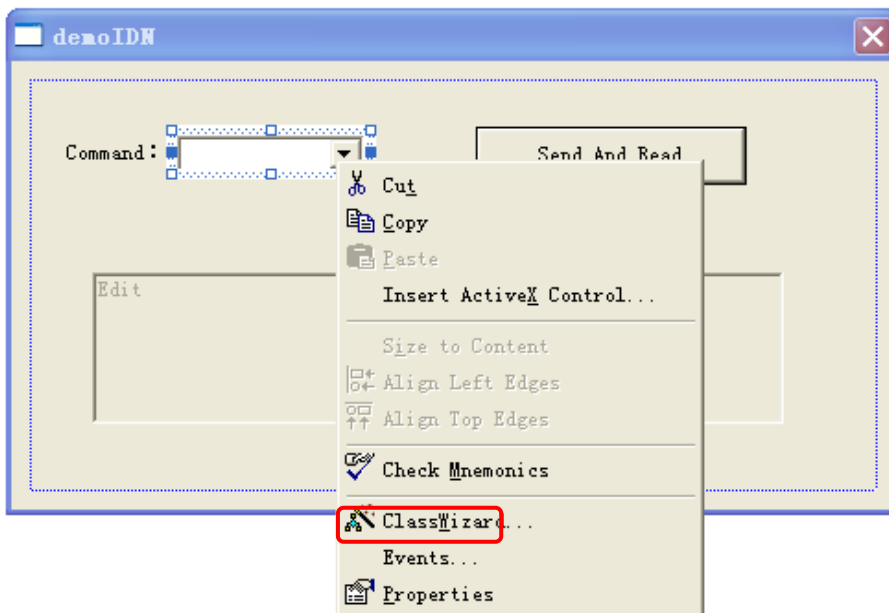 demoIDN
Command: Send And Read
Cut
Copy
Paste
Edit
Insert ActiveX Control...
Size to Content
Align Left Edges
Align Top Edges
Check Mnemonics
ClassWizard...
Events...
Properties